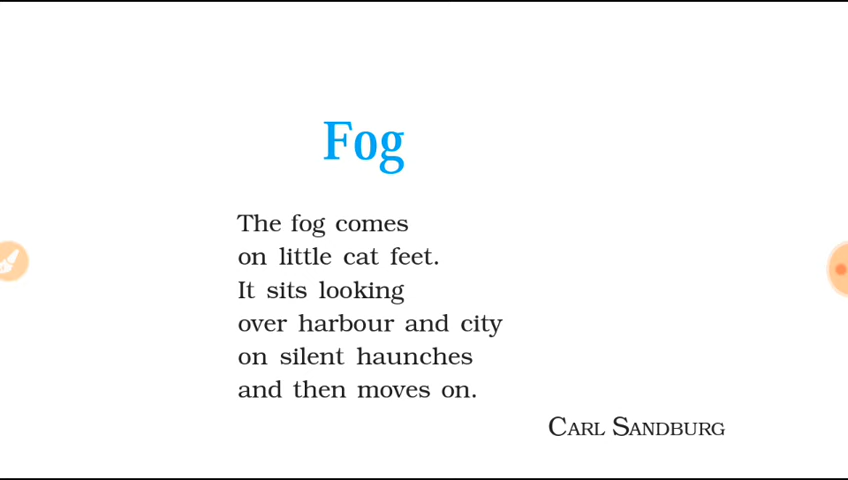 Fog
The fog comes
on little cat feet.
It sits looking
over harbour and city
on silent haunches
and then moves on.
CARL SANDBURG